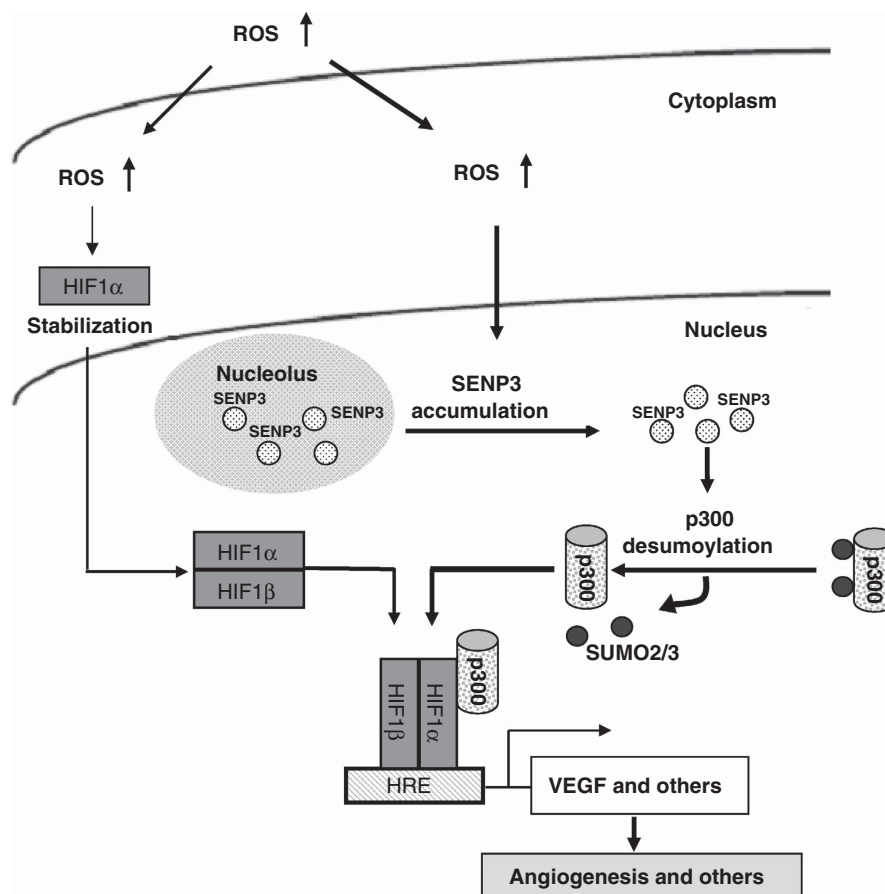 ROS
Cytoplasm
ROS
ROS
HIF1α
Stabilization
Nucleus
Nucleolus
SENP3
SENP3
SENP3
SENP3
accumulation
SENP3
SENP3
p300
desumoylation
HIF1α
HIF1β
p300
p300
SUMO2/3
p300
HIF1β
HIF1α
HRE
VEGF and others
Angiogenesis and others